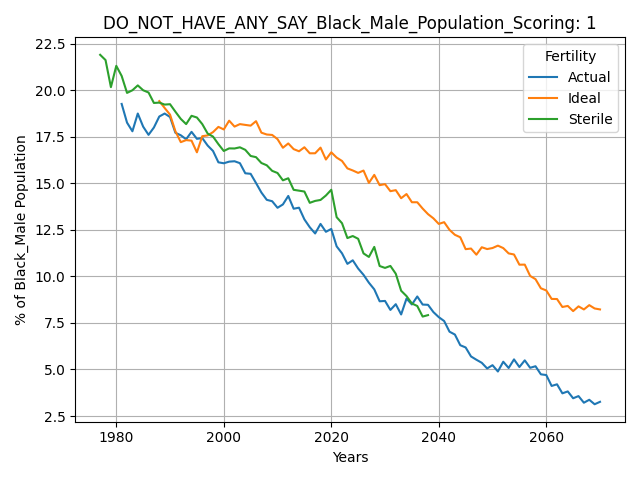 DO_NOT_HAVE_ANY_SAY_Black_Male_Population_Scoring: 1
Fertility
Actual
Ideal
Sterile
% of Black_Male Population
22.5
20.0
17.5
15.0
12.5
10.0
7.5
5.0
2.5
1980 2000 2020 2040 2060
Years